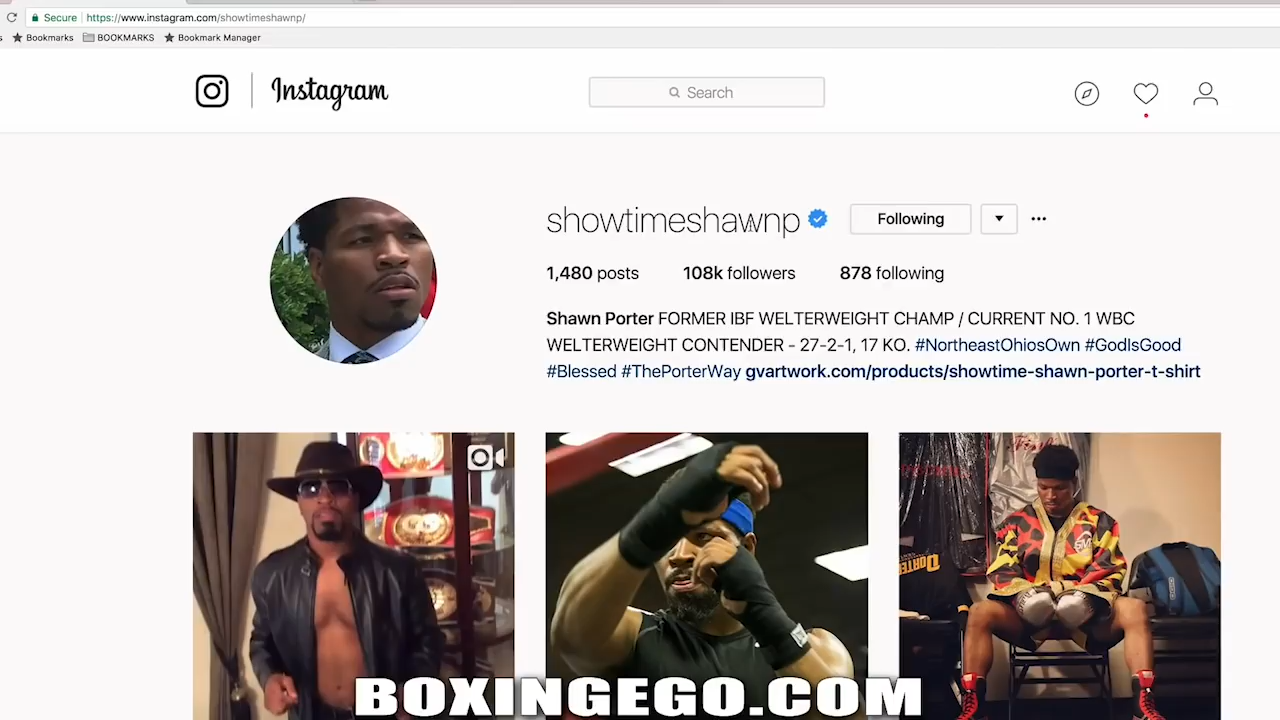 Secure https://www.instagram.com/showtimeshawnp/
Bookmarks BOOKMARKS Bookmark Manager
Instagram
Search
showtimeshawnp Following
1,480 posts 108k followers 878 following
Shawn Porter FORMER IBF WELTERWEIGHT CHAMP / CURRENT NO. 1 WBC
WELTERWEIGHT CONTENDER - 27-2-1, 17 KO. #NortheastOhiosOwn #GodIsGood
#Blessed #ThePorterWay gvartwork.com/products/showtime-shawn-porter-t-shirt
PORTER
BOXINGEGO.COM